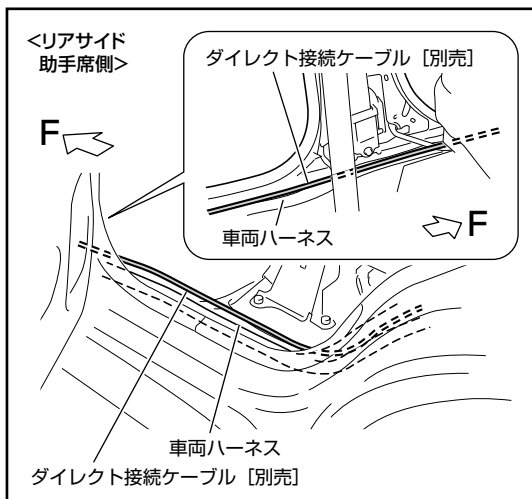 <リアサイド
助手席側>
F
ダイレクト接続ケーブル［別売］
車両ハーネス
F
車両ハーネス
ダイレクト接続ケーブル［別売］